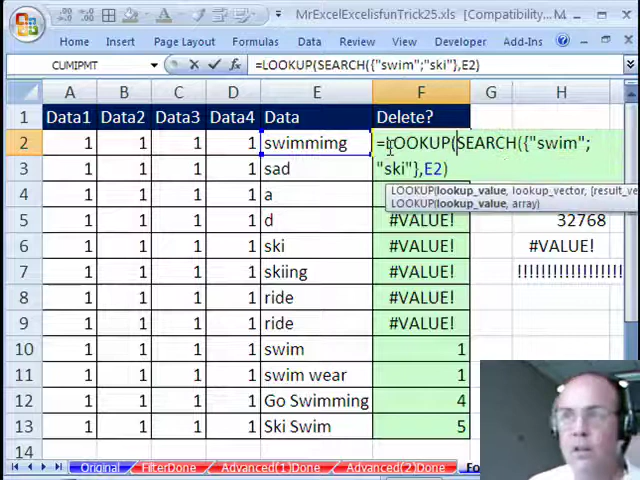 MrExcelExcelisfunTrick25.xls [Compatibility
Home Insert Page Layout Formulas Data Review View Developer Add-Ins
CUMIPMT =LOOKUP(SEARCH({"swim";"ski"},E2)
A B C D E F G H
1 Data1 Data2 Data3 Data4 Data Delete?
2 1 1 1 1 swimmimg =LOOKUP(SEARCH({"swim";
3 1 1 1 1 sad "ski"},E2)
4 1 1 1 1 a LOOKUP(lookup_value, lookup_vector, [result_ve
LOOKUP(lookup_value, array)
5 1 1 1 1 d #VALUE! 32768
6 1 1 1 1 ski #VALUE! #VALUE!
7 1 1 1 1 skiing #VALUE! !!!!!!!!!!!!!!!!!!!
8 1 1 1 1 ride #VALUE!
9 1 1 1 1 ride #VALUE!
10 1 1 1 1 swim 1
11 1 1 1 1 swim wear 1
12 1 1 1 1 Go Swimming 4
13 1 1 1 1 Ski Swim 5
14
Original FilterDone Advanced(1)Done Advanced(2)Done Fo